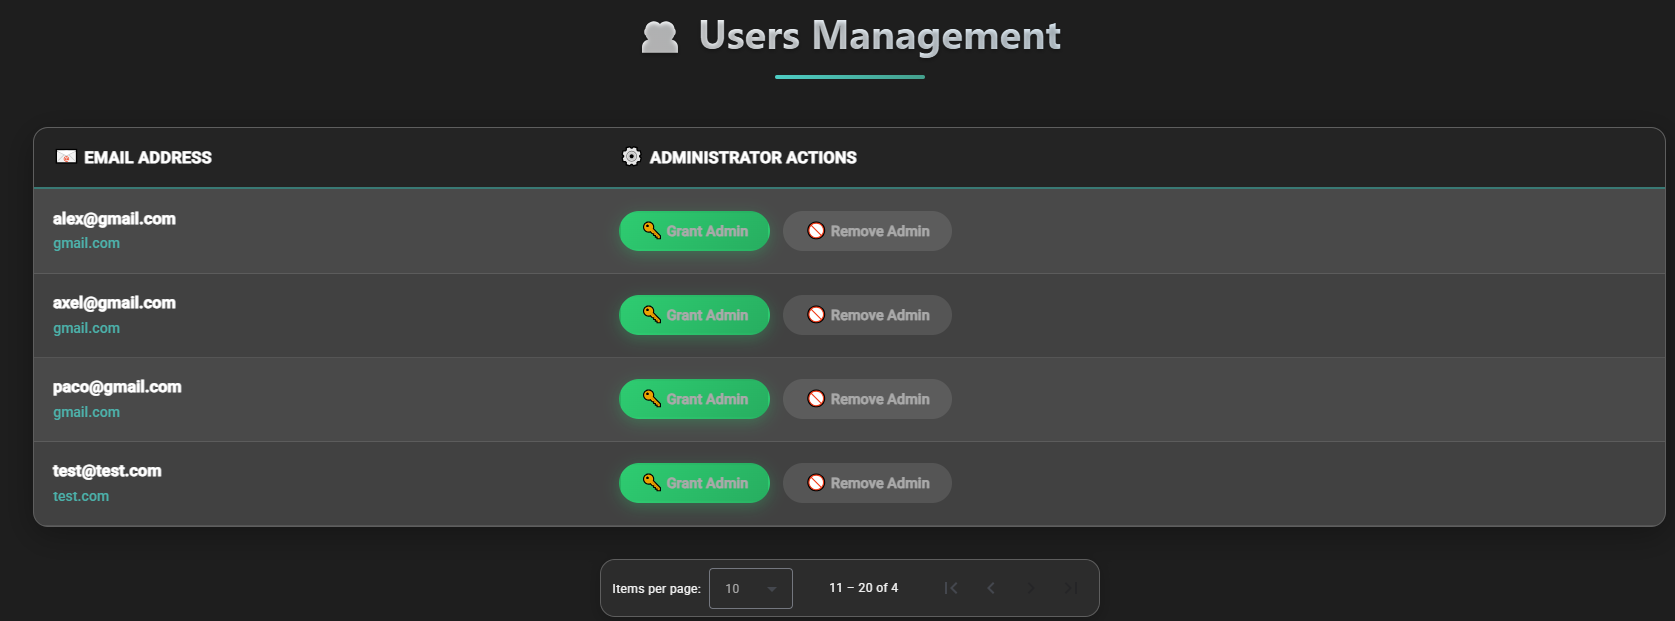 Users Management
EMAIL ADDRESS ADMINISTRATOR ACTIONS
alex@gmail.com
gmail.com
Grant Admin Remove Admin
axel@gmail.com
gmail.com
Grant Admin Remove Admin
paco@gmail.com
gmail.com
Grant Admin Remove Admin
test@test.com
test.com
Grant Admin Remove Admin
Items per page: 10 11 – 20 of 4